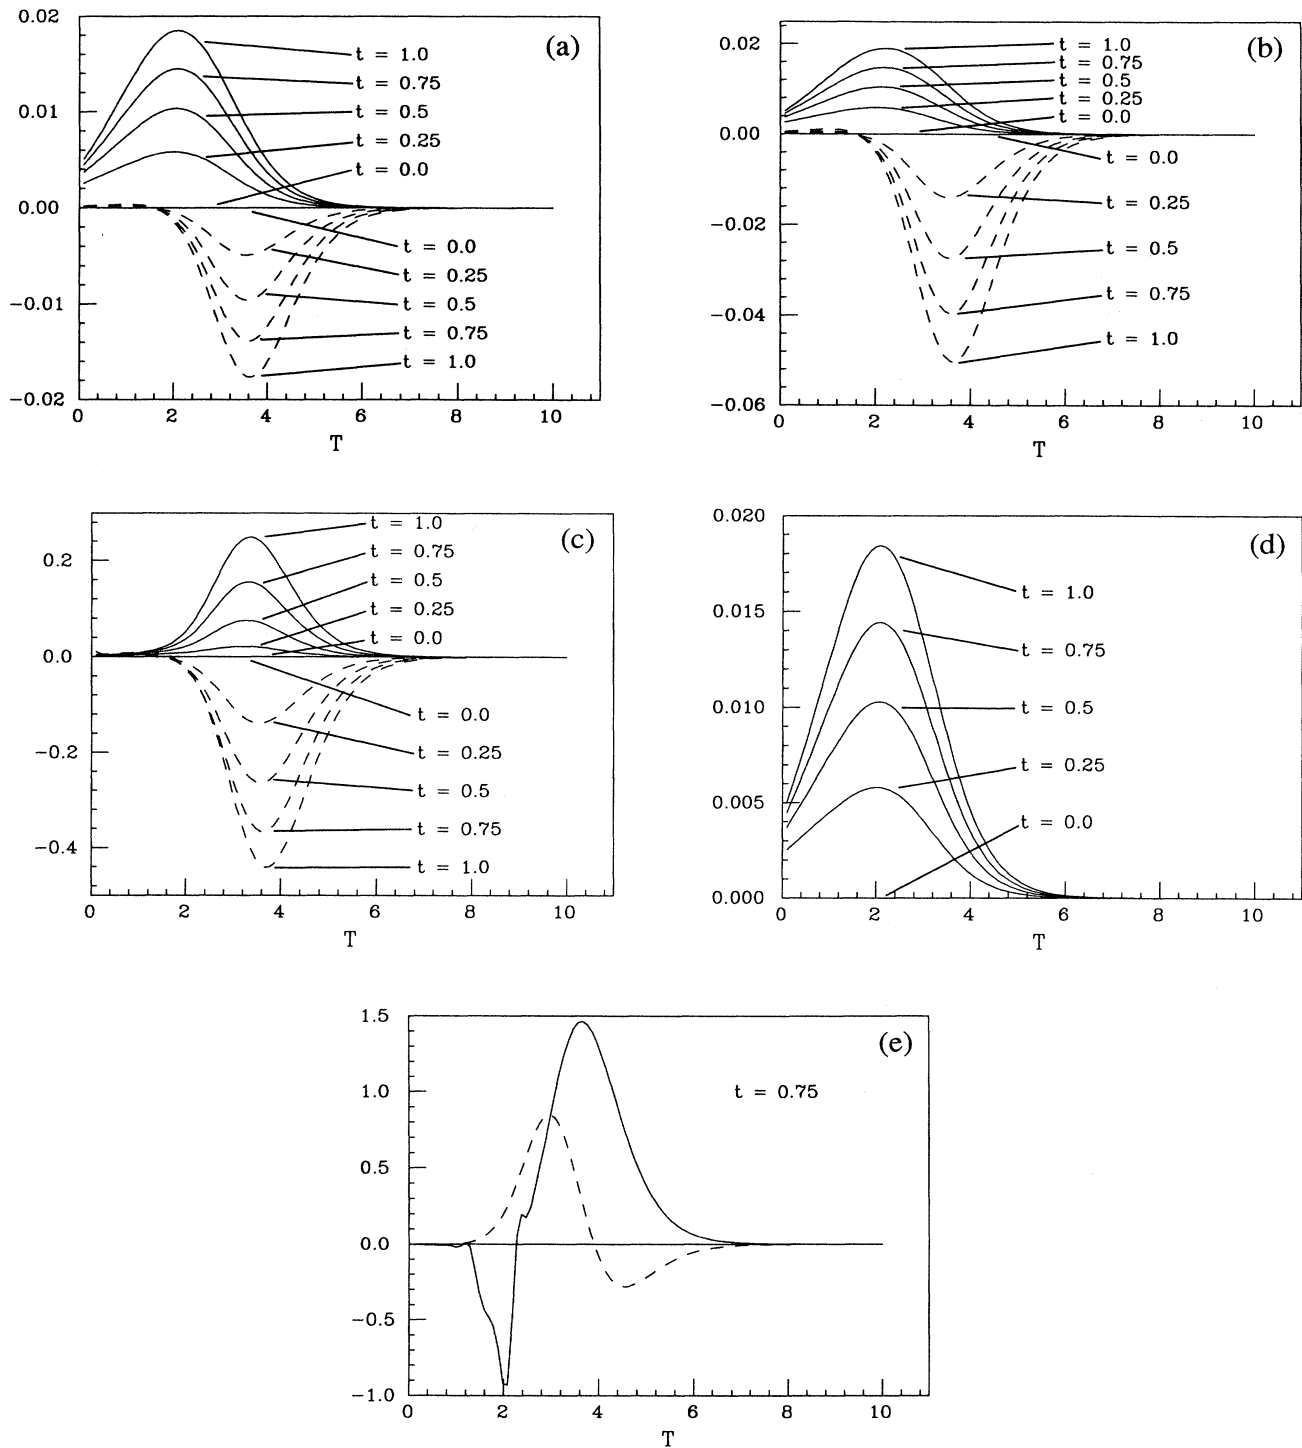 0.02
0.01
0.00
−0.01
−0.02
0
2
4
6
8
10
T
(a)
t = 1.0
t = 0.75
t = 0.5
t = 0.25
t = 0.0
t = 0.0
t = 0.25
t = 0.5
t = 0.75
t = 1.0
0.02
0.00
−0.02
−0.04
−0.06
0
2
4
6
8
10
T
(b)
t = 1.0
t = 0.75
t = 0.5
t = 0.25
t = 0.0
t = 0.0
t = 0.25
t = 0.5
t = 0.75
t = 1.0
0.2
0.0
−0.2
−0.4
0
2
4
6
8
10
T
(c)
t = 1.0
t = 0.75
t = 0.5
t = 0.25
t = 0.0
t = 0.0
t = 0.25
t = 0.5
t = 0.75
t = 1.0
0.020
0.015
0.010
0.005
0.000
0
2
4
6
8
10
T
(d)
t = 1.0
t = 0.75
t = 0.5
t = 0.25
t = 0.0
1.5
1.0
0.5
0.0
−0.5
−1.0
0
2
4
6
8
10
T
(e)
t = 0.75